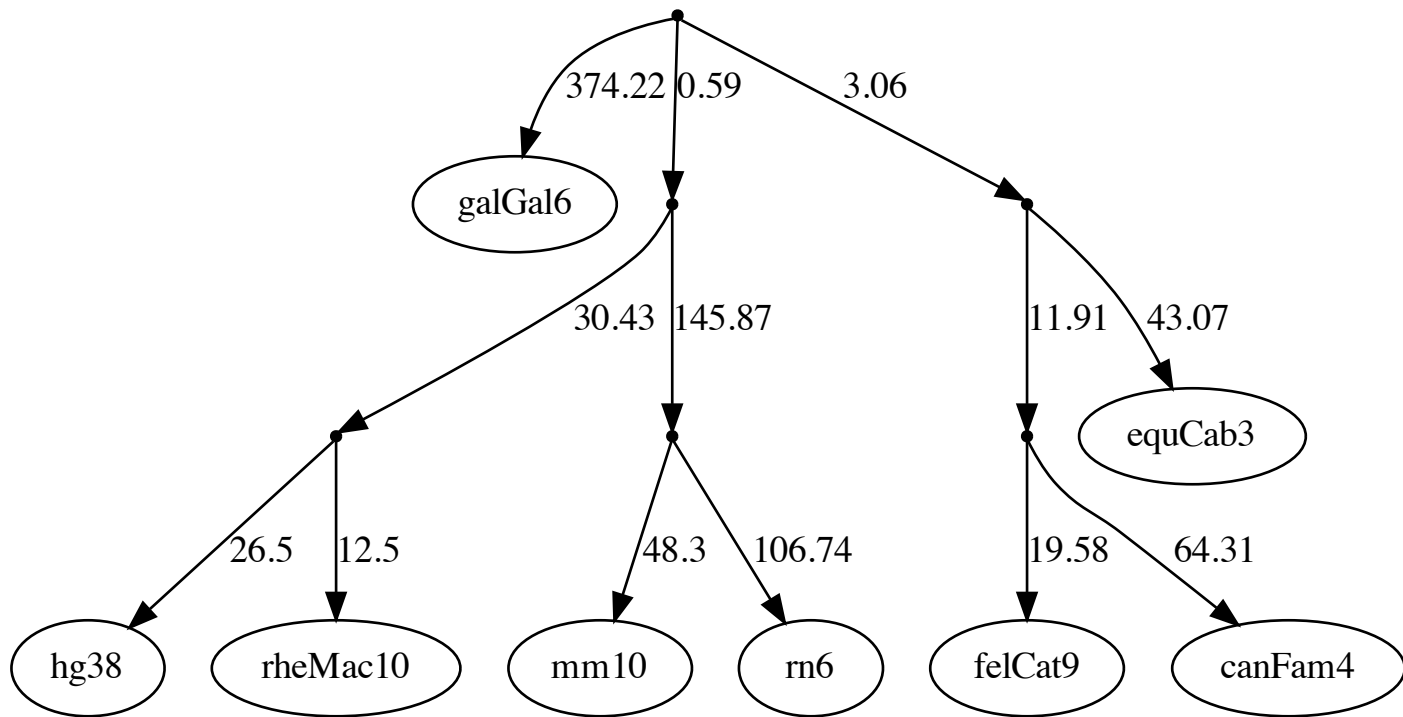 374.22 0.59 3.06
galGal6
30.43 145.87 11.91 43.07
equCab3
26.5 12.5 48.3 106.74 19.58 64.31
hg38 rheMac10 mm10 rn6 felCat9 canFam4